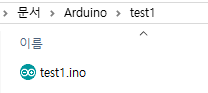 문서 > Arduino > test1
이름
test1.ino